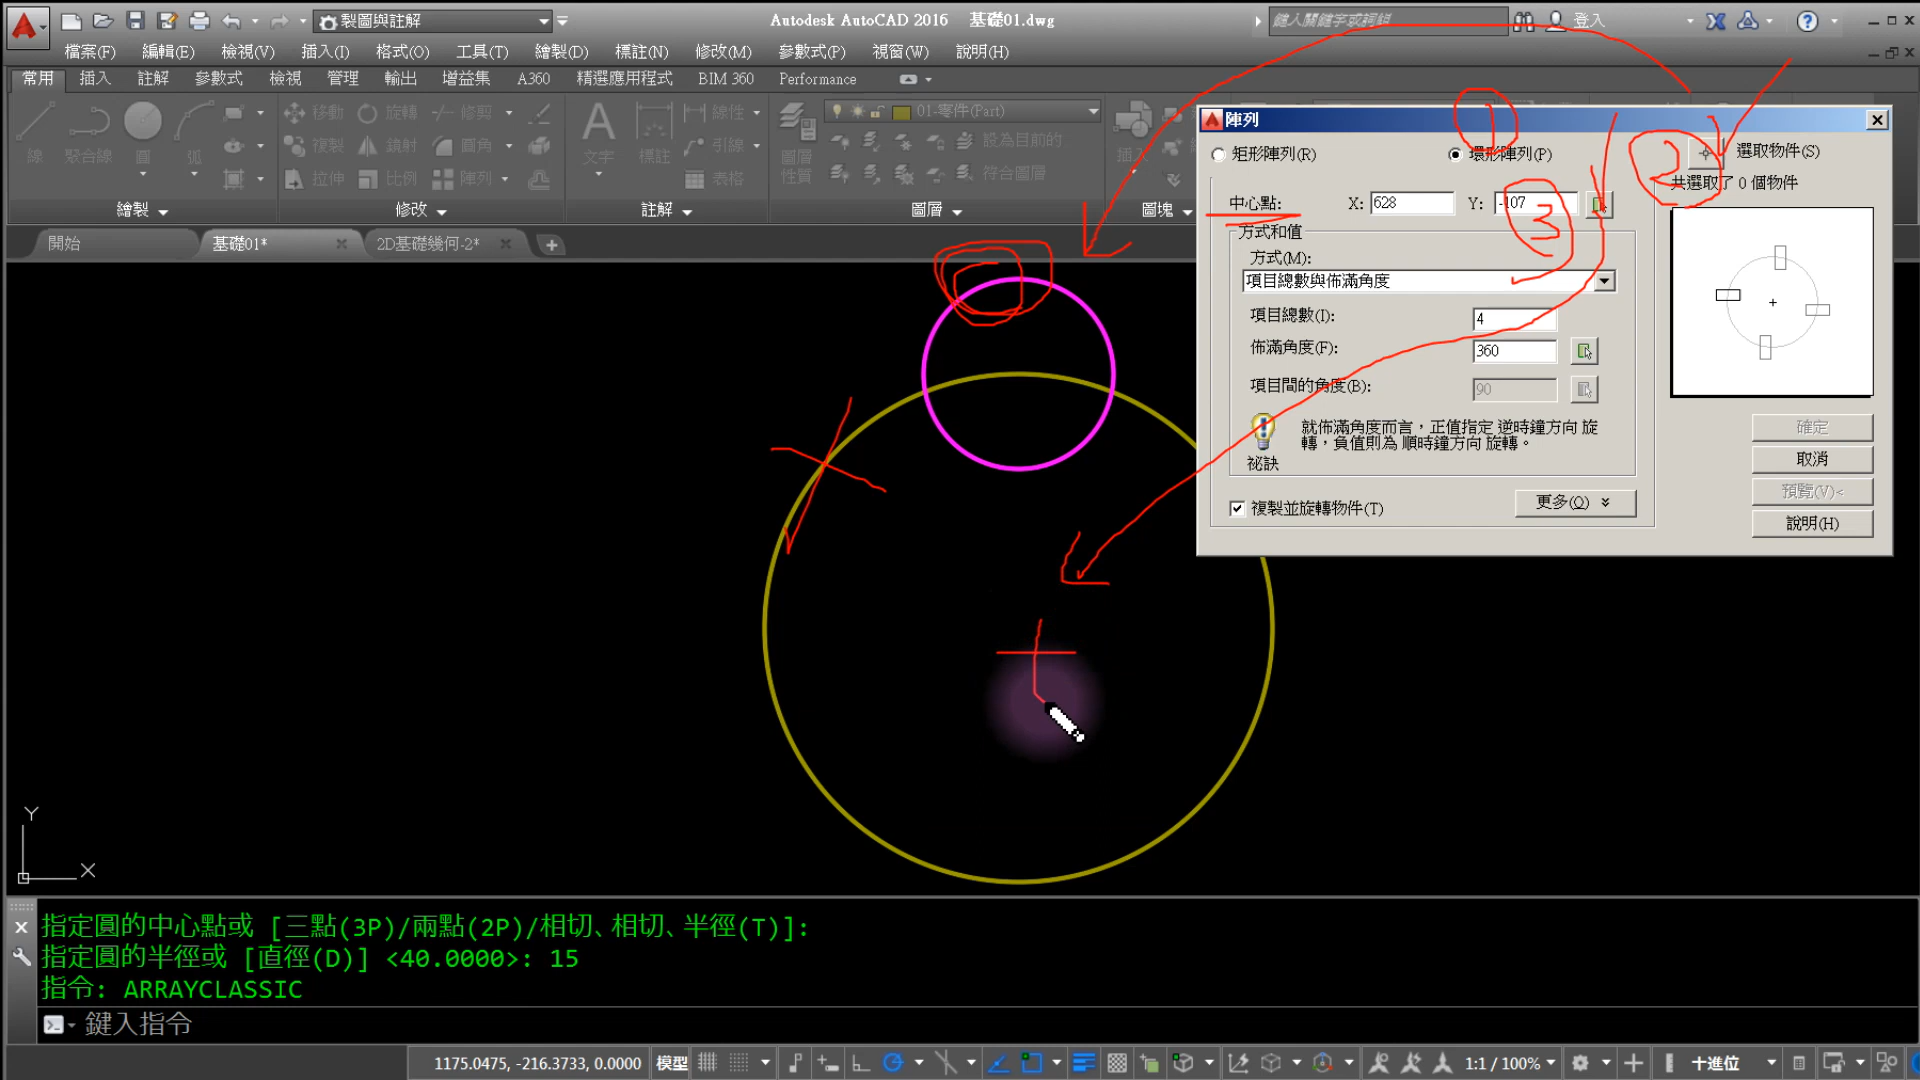 製圖與註解
Autodesk AutoCAD 2016 基礎01.dwg
鍵入關鍵字或詞組
登入
檔案(F) 編輯(E) 檢視(V) 插入(I) 格式(O) 工具(T) 繪製(D) 標註(N) 修改(M) 參數式(P) 視窗(W) 說明(H)
常用 插入 註解 參數式 檢視 管理 輸出 增益集 A360 精選應用程式 BIM 360 Performance
線 聚合線 圓 弧
移動 旋轉 修剪
複製 鏡射 圓角
拉伸 比例 陣列
文字 標註 線性 引線 表格
圖層性質
01-零件(Part)
設為目前的
符合圖層
插入
繪製 修改 註解 圖層 圖塊
開始 基礎01* 2D基礎幾何-2*
陣列
矩形陣列(R) 環形陣列(P) 選取物件(S)
共選取了 0 個物件
中心點: X: 628 Y: -107
方式和值
方式(M):
項目總數與佈滿角度
項目總數(I): 4
佈滿角度(F): 360
項目間的角度(B): 90
就佈滿角度而言，正值指定 逆時鐘方向 旋
轉，負值則為 順時鐘方向 旋轉。
祕訣
複製並旋轉物件(T) 更多(O)
確定
取消
預覽(V)<
說明(H)
1
2
3
Y
X
指定圓的中心點或 [三點(3P)/兩點(2P)/相切、相切、半徑(T)]:
指定圓的半徑或 [直徑(D)] <40.0000>: 15
指令: ARRAYCLASSIC
鍵入指令
1175.0475, -216.3733, 0.0000 模型 1:1 / 100% 十進位